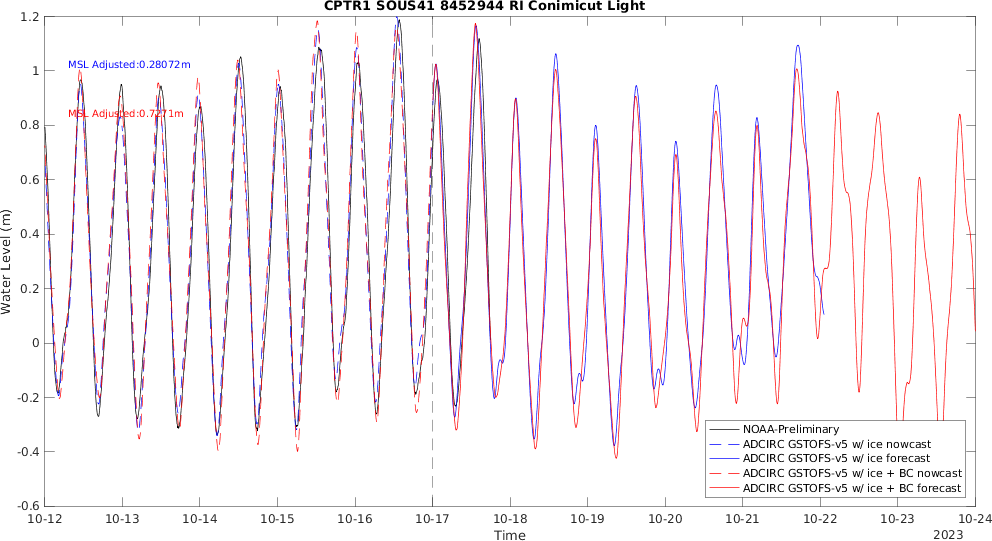 CPTR1 SOUS41 8452944 RI Conimicut Light
1.2
1
0.8
0.6
0.4
0.2
0
-0.2
-0.4
-0.6
Water Level (m)
MSL Adjusted:0.28072m
MSL Adjusted:0.7271m
NOAA-Preliminary
ADCIRC GSTOFS-v5 w/ ice nowcast
ADCIRC GSTOFS-v5 w/ ice forecast
ADCIRC GSTOFS-v5 w/ ice + BC nowcast
ADCIRC GSTOFS-v5 w/ ice + BC forecast
10-12 10-13 10-14 10-15 10-16 10-17 10-18 10-19 10-20 10-21 10-22 10-23 10-24
Time
2023